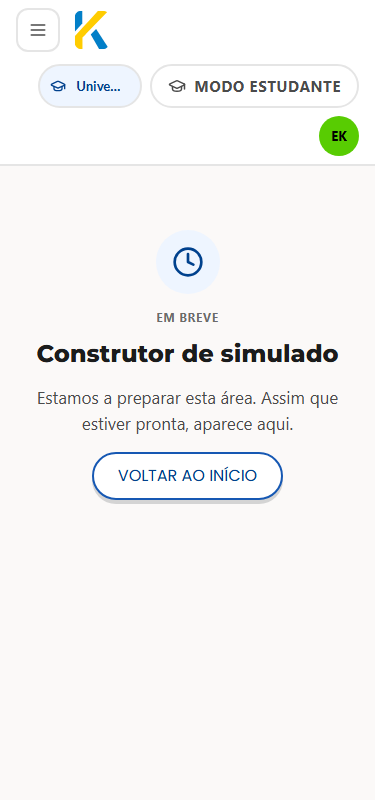 Unive...
MODO ESTUDANTE
EK
EM BREVE
Construtor de simulado
Estamos a preparar esta área. Assim que
estiver pronta, aparece aqui.
VOLTAR AO INÍCIO